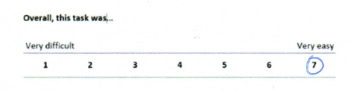 Overall, this task was...
Very difficult Very easy
1 2 3 4 5 6 7